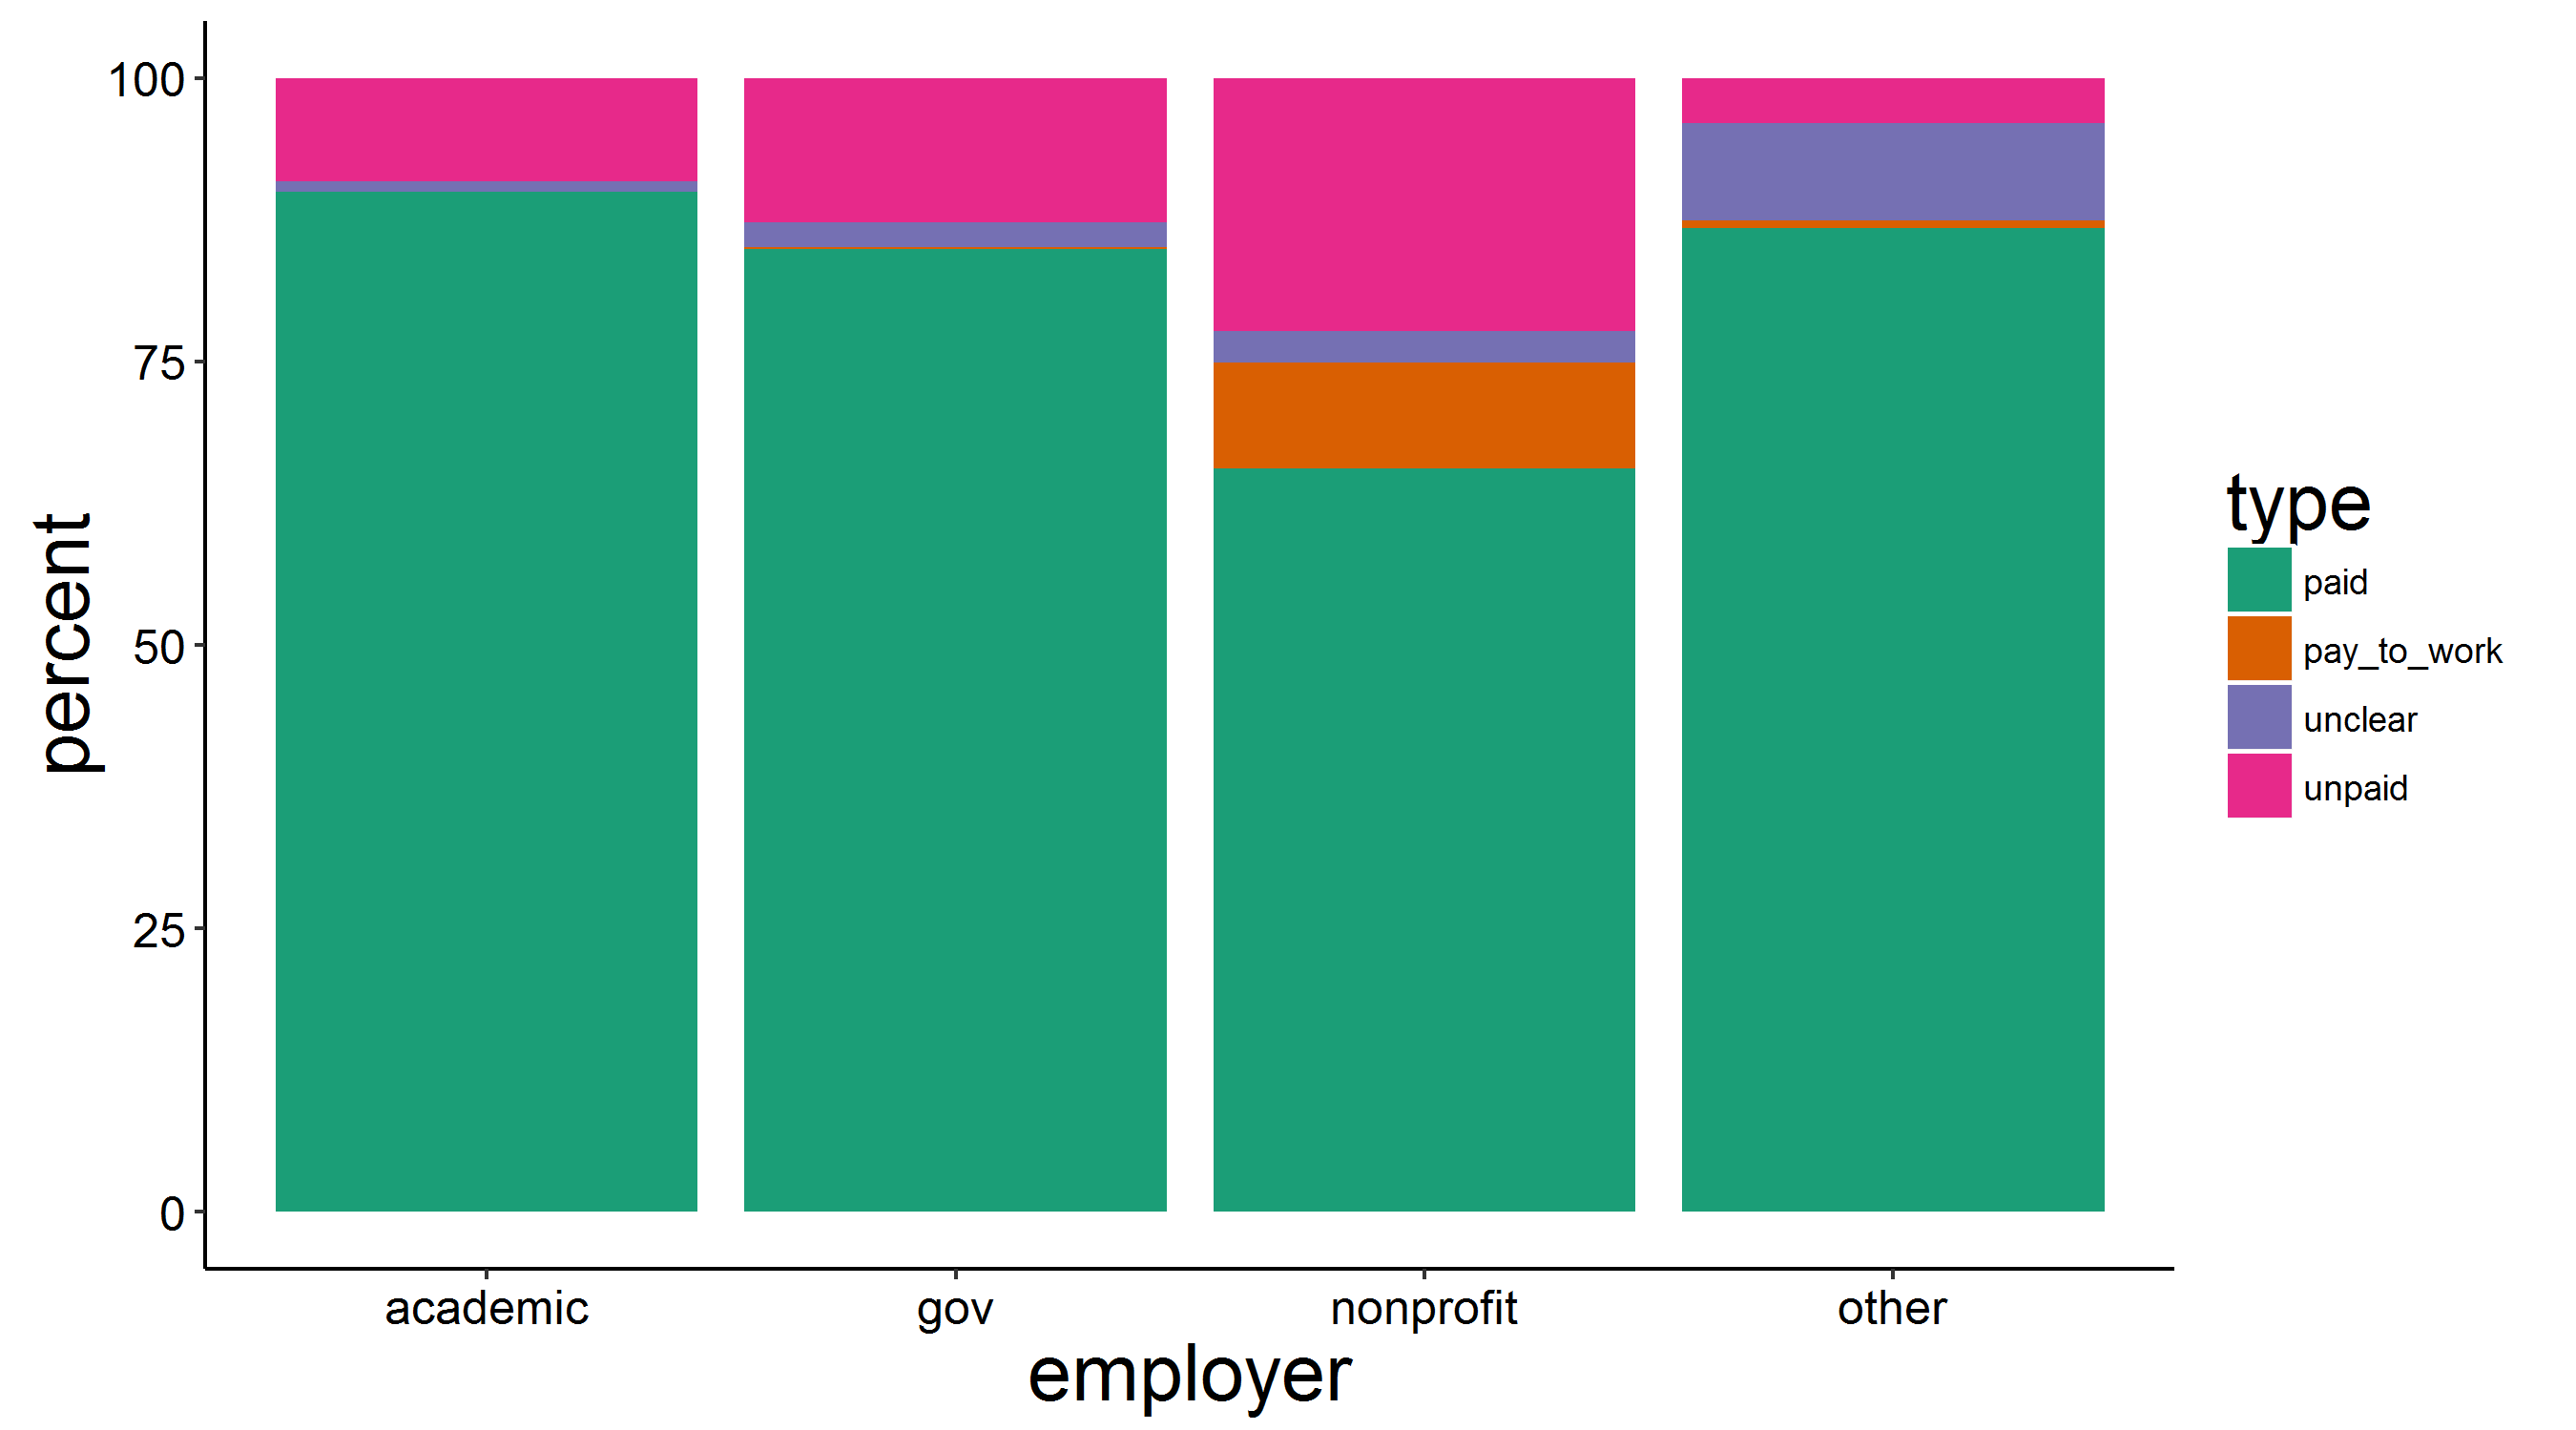 percent
100
75
50
25
0
academic
gov
nonprofit
other
employer
type
paid
pay_to_work
unclear
unpaid